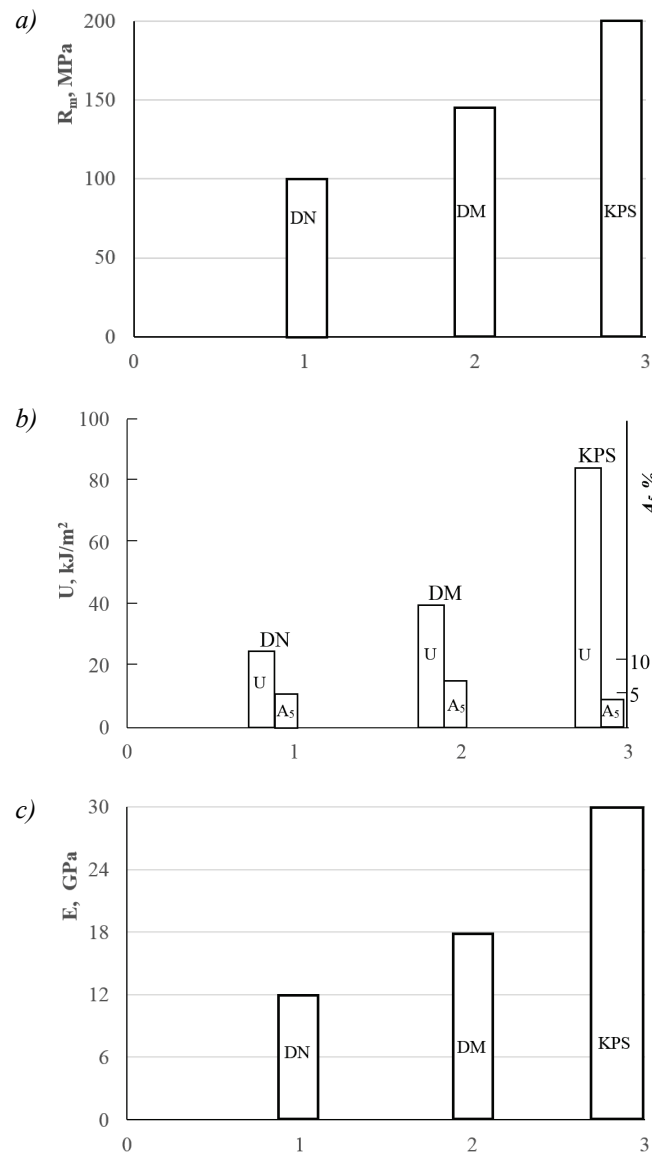 a)
R_m, MPa
200
150
100
50
0
DN
DM
KPS
0 1 2 3
b)
U, kJ/m²
100
80
60
40
20
0
DN
U
A₅
DM
U
A₅
KPS
U
A₅
A₅ %
10
5
0 1 2 3
c)
E, GPa
30
24
18
12
6
0
DN
DM
KPS
0 1 2 3